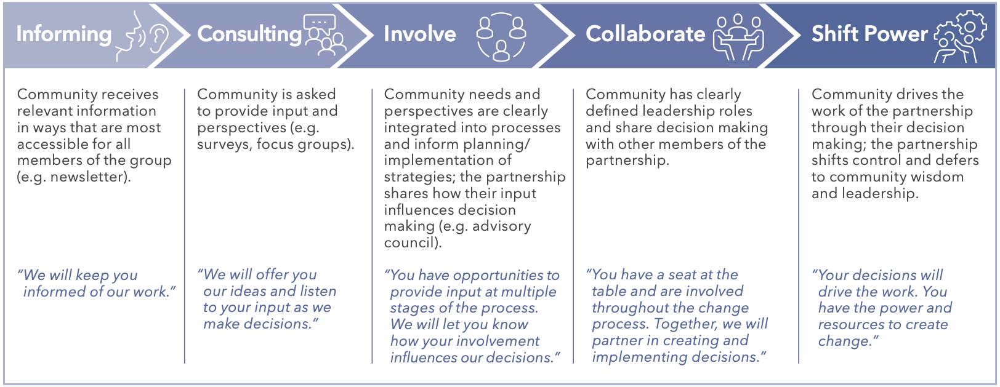 Informing
Consulting
Involve
Collaborate
Shift Power
Community receives
relevant information
in ways that are most
accessible for all
members of the group
(e.g. newsletter).
“We will keep you
informed of our work.”
Community is asked
to provide input and
perspectives (e.g.
surveys, focus groups).
“We will offer you
our ideas and listen
to your input as we
make decisions.”
Community needs and
perspectives are clearly
integrated into processes
and inform planning/
implementation of
strategies; the partnership
shares how their input
influences decision
making (e.g. advisory
council).
“You have opportunities to
provide input at multiple
stages of the process.
We will let you know
how your involvement
influences our decisions.”
Community has clearly
defined leadership roles
and share decision making
with other members of the
partnership.
“You have a seat at the
table and are involved
throughout the change
process. Together, we will
partner in creating and
implementing decisions.”
Community drives the
work of the partnership
through their decision
making; the partnership
shifts control and defers
to community wisdom
and leadership.
“Your decisions will
drive the work. You
have the power and
resources to create
change.”